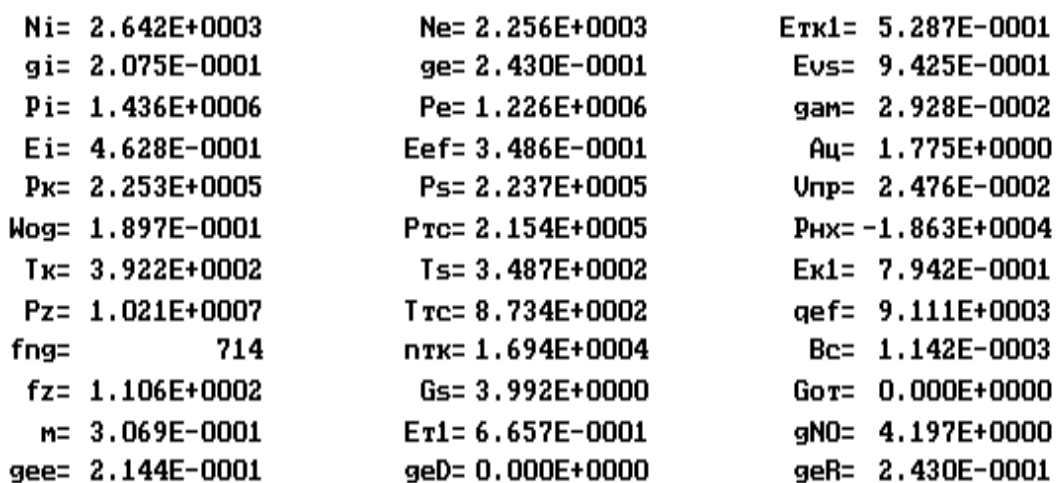 Ni= 2.642E+0003 Ne= 2.256E+0003 Eтк1= 5.287E-0001
gi= 2.075E-0001 ge= 2.430E-0001 Evs= 9.425E-0001
Pi= 1.436E+0006 Pe= 1.226E+0006 gам= 2.928E-0002
Ei= 4.628E-0001 Eef= 3.486E-0001 Aц= 1.775E+0000
Pк= 2.253E+0005 Ps= 2.237E+0005 Vпр= 2.476E-0002
Wog= 1.897E-0001 Pтс= 2.154E+0005 Pнх= -1.863E+0004
Tк= 3.922E+0002 Ts= 3.487E+0002 Eк1= 7.942E-0001
Pz= 1.021E+0007 Tтс= 8.734E+0002 qef= 9.111E+0003
fng= 714 nтк= 1.694E+0004 Bc= 1.142E-0003
fz= 1.106E+0002 Gs= 3.992E+0000 Gот= 0.000E+0000
м= 3.069E-0001 Eт1= 6.657E-0001 gNO= 4.197E+0000
gee= 2.144E-0001 geD= 0.000E+0000 geR= 2.430E-0001